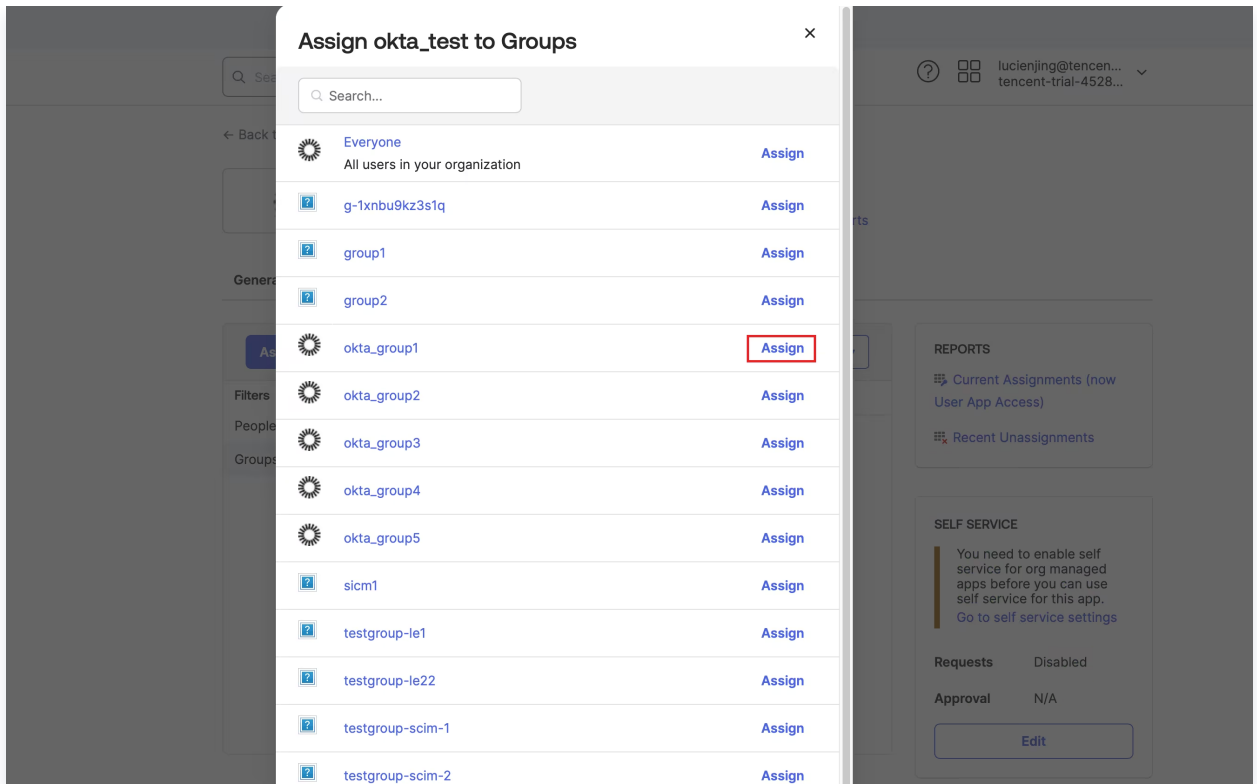 Assign okta_test to Groups
Search...
Everyone
All users in your organization
Assign
g-1xnbu9kz3s1q
Assign
group1
Assign
group2
Assign
okta_group1
Assign
okta_group2
Assign
okta_group3
Assign
okta_group4
Assign
okta_group5
Assign
sicm1
Assign
testgroup-le1
Assign
testgroup-le22
Assign
testgroup-scim-1
Assign
testgroup-scim-2
Assign
Sea
lucienjing@tencen...
tencent-trial-4528...
← Back t
rts
Genera
As
Filters
People
Groups
REPORTS
Current Assignments (now
User App Access)
Recent Unassignments
SELF SERVICE
You need to enable self
service for org managed
apps before you can use
self service for this app.
Go to self service settings
Requests Disabled
Approval N/A
Edit